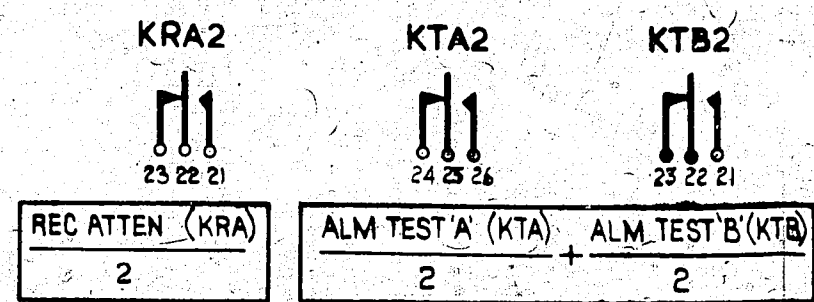 KRA2 KTA2 KTB2
23 22 21 24 25 26 23 22 21
REC ATTEN (KRA) ALM TEST 'A' (KTA) + ALM TEST 'B' (KTB)
2 2 2